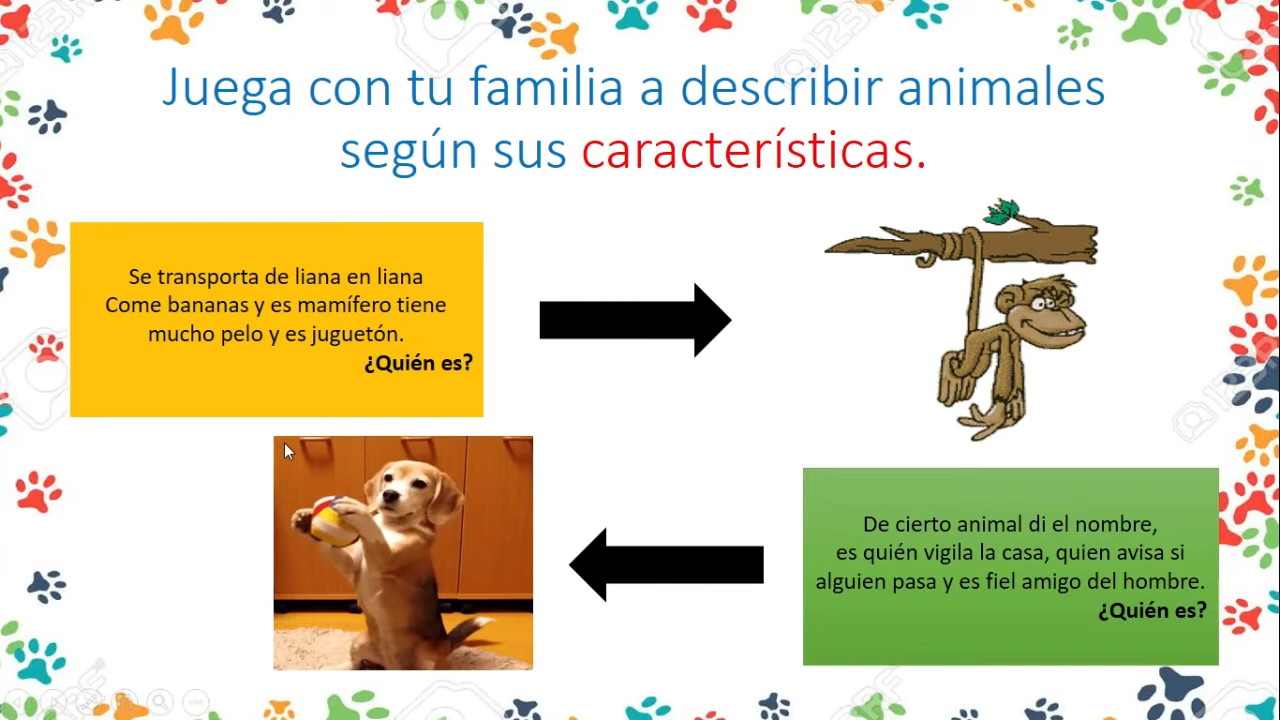 Juega con tu familia a describir animales
según sus características.
Se transporta de liana en liana
Come bananas y es mamífero tiene
mucho pelo y es juguetón.
¿Quién es?
De cierto animal di el nombre,
es quién vigila la casa, quien avisa si
alguien pasa y es fiel amigo del hombre.
¿Quién es?